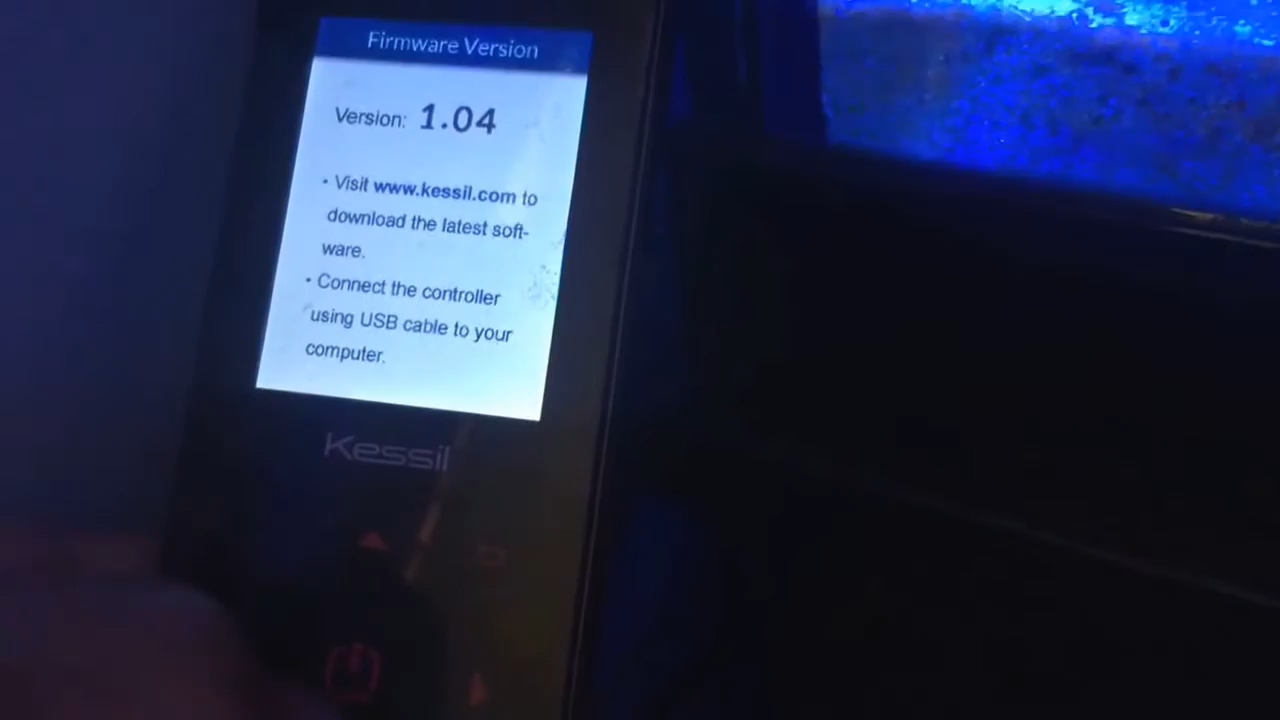 Firmware Version
Version: 1.04
• Visit www.kessil.com to
download the latest soft-
ware.
• Connect the controller
using USB cable to your
computer.
Kessil